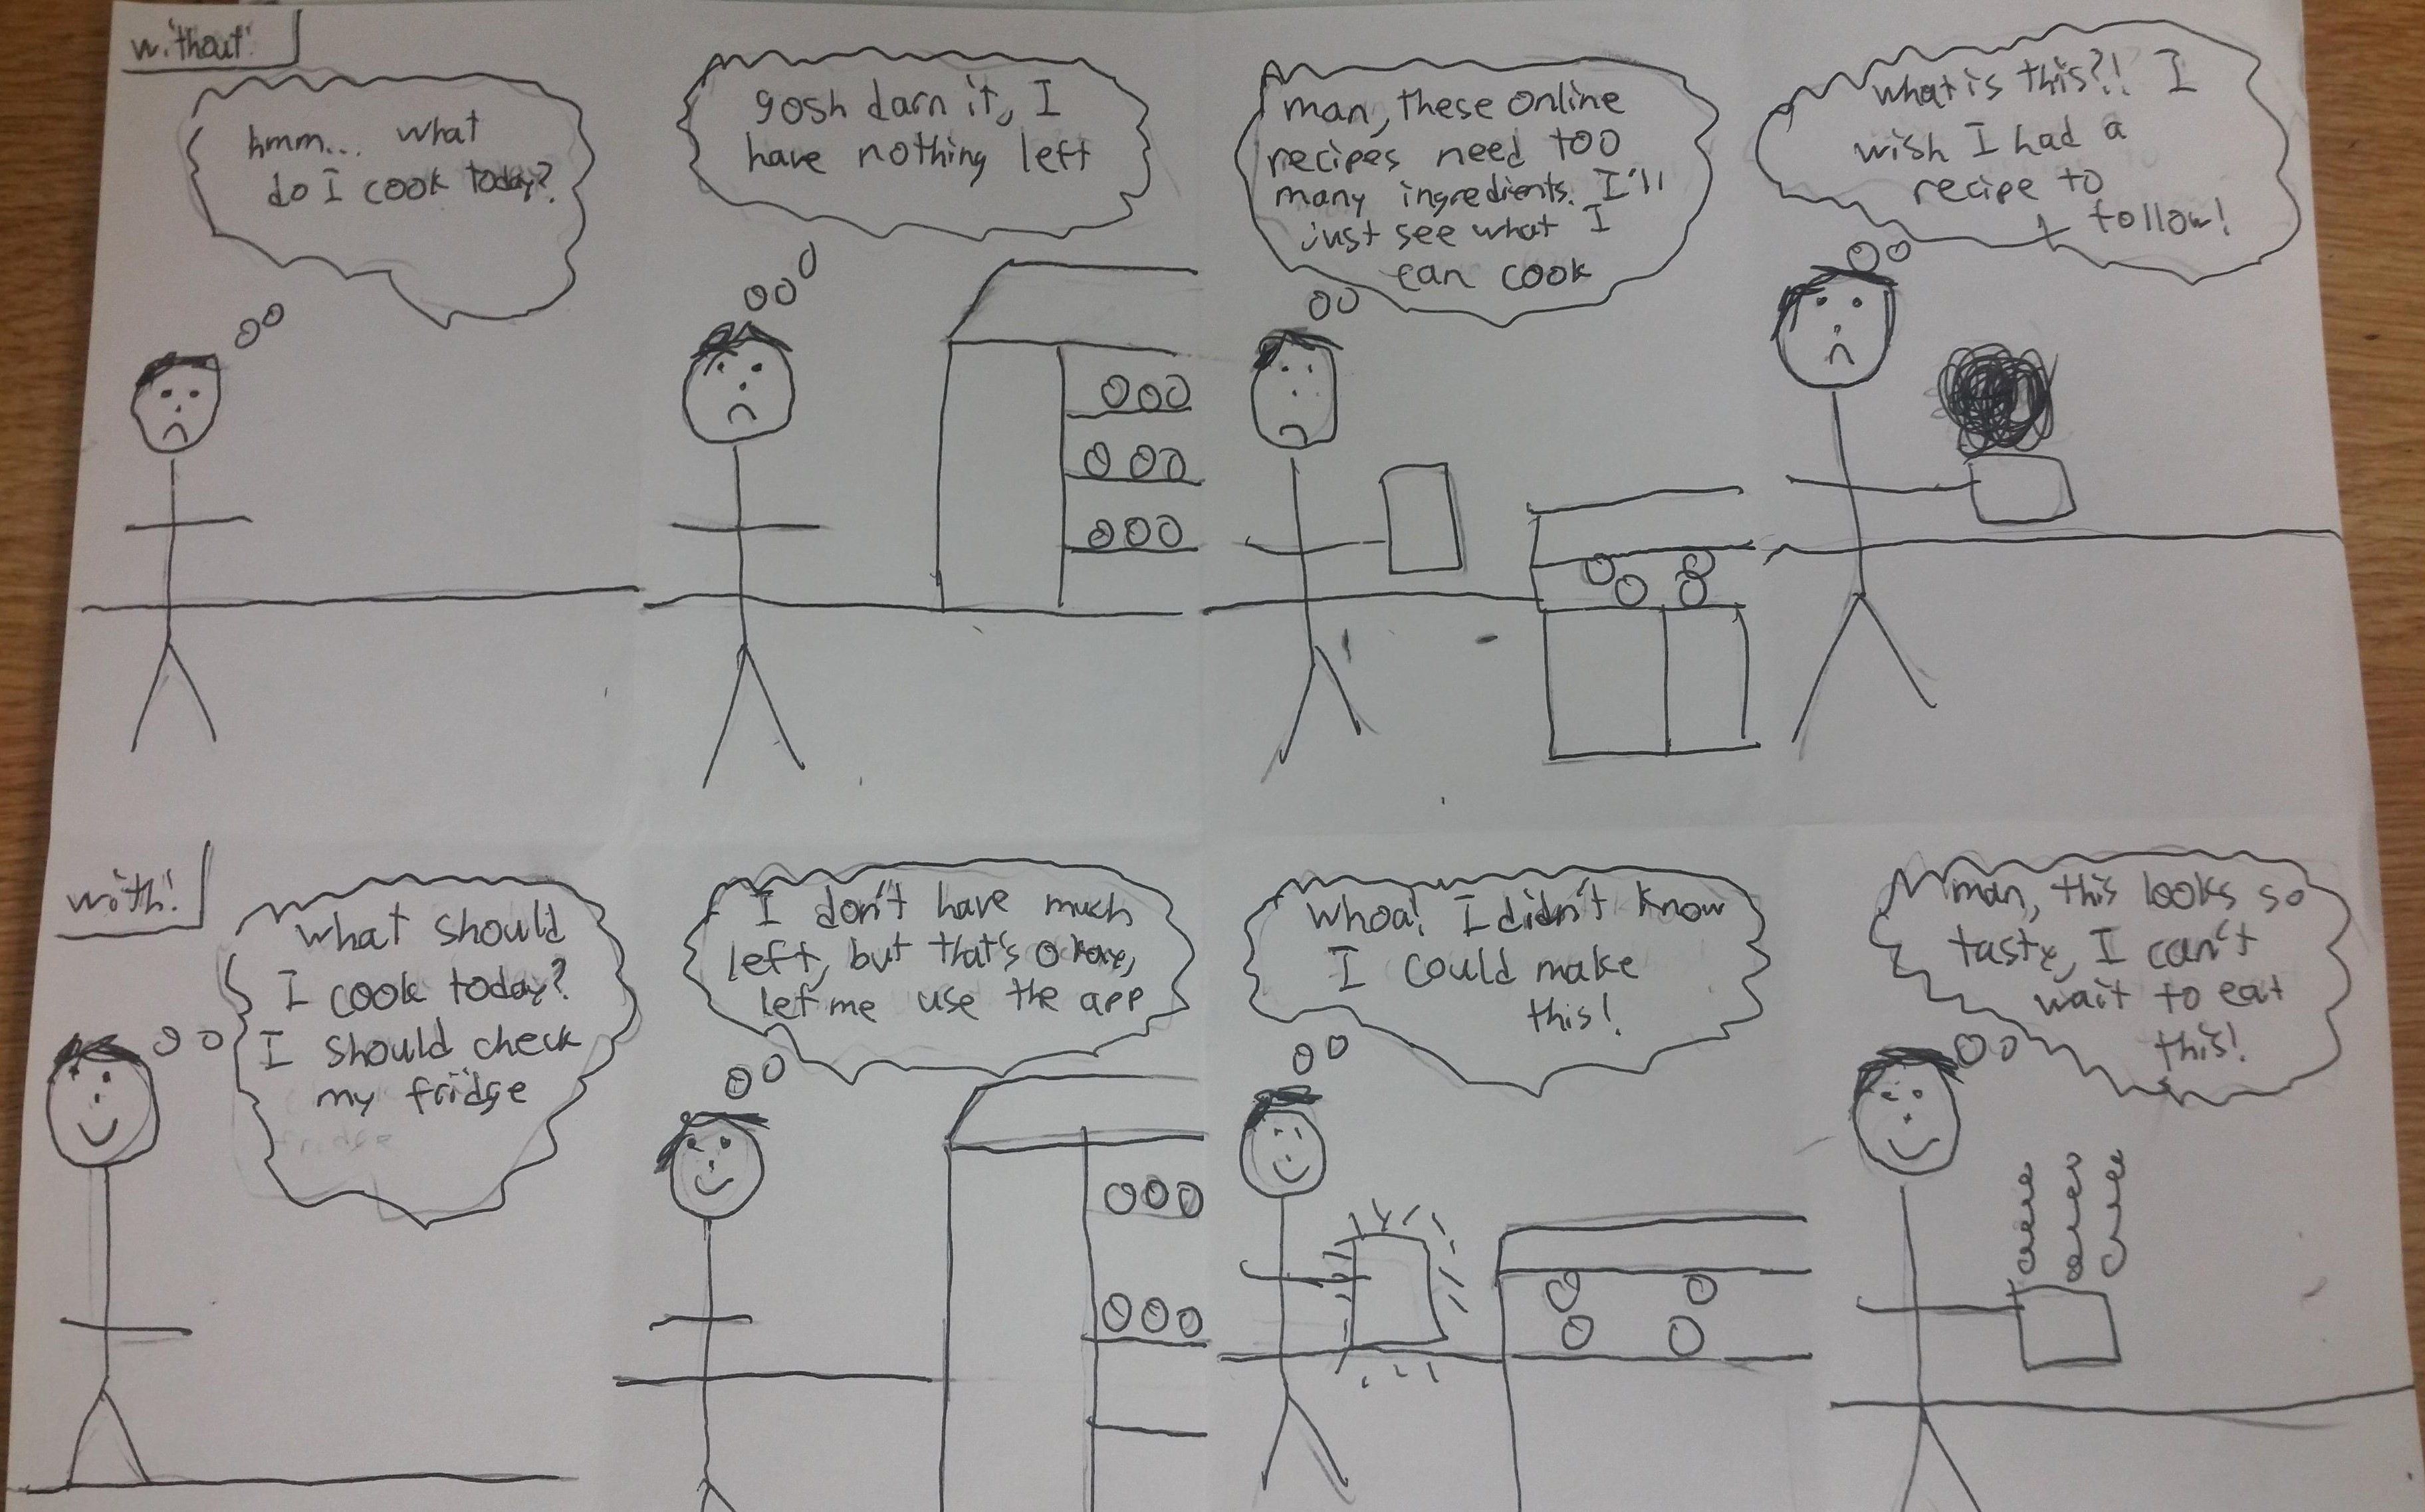 without
hmm... what
do I cook today?
gosh darn it, I
have nothing left
man, these online
recipes need too
many ingredients. I'll
just see what I
can cook
what is this?! I
wish I had a
recipe to
follow!
with!
what should
I cook today?
I should check
my fridge
I don't have much
left, but that's okay,
let me use the app
whoa! I didn't know
I could make
this!
man, this looks so
tasty, I can't
wait to eat
this!